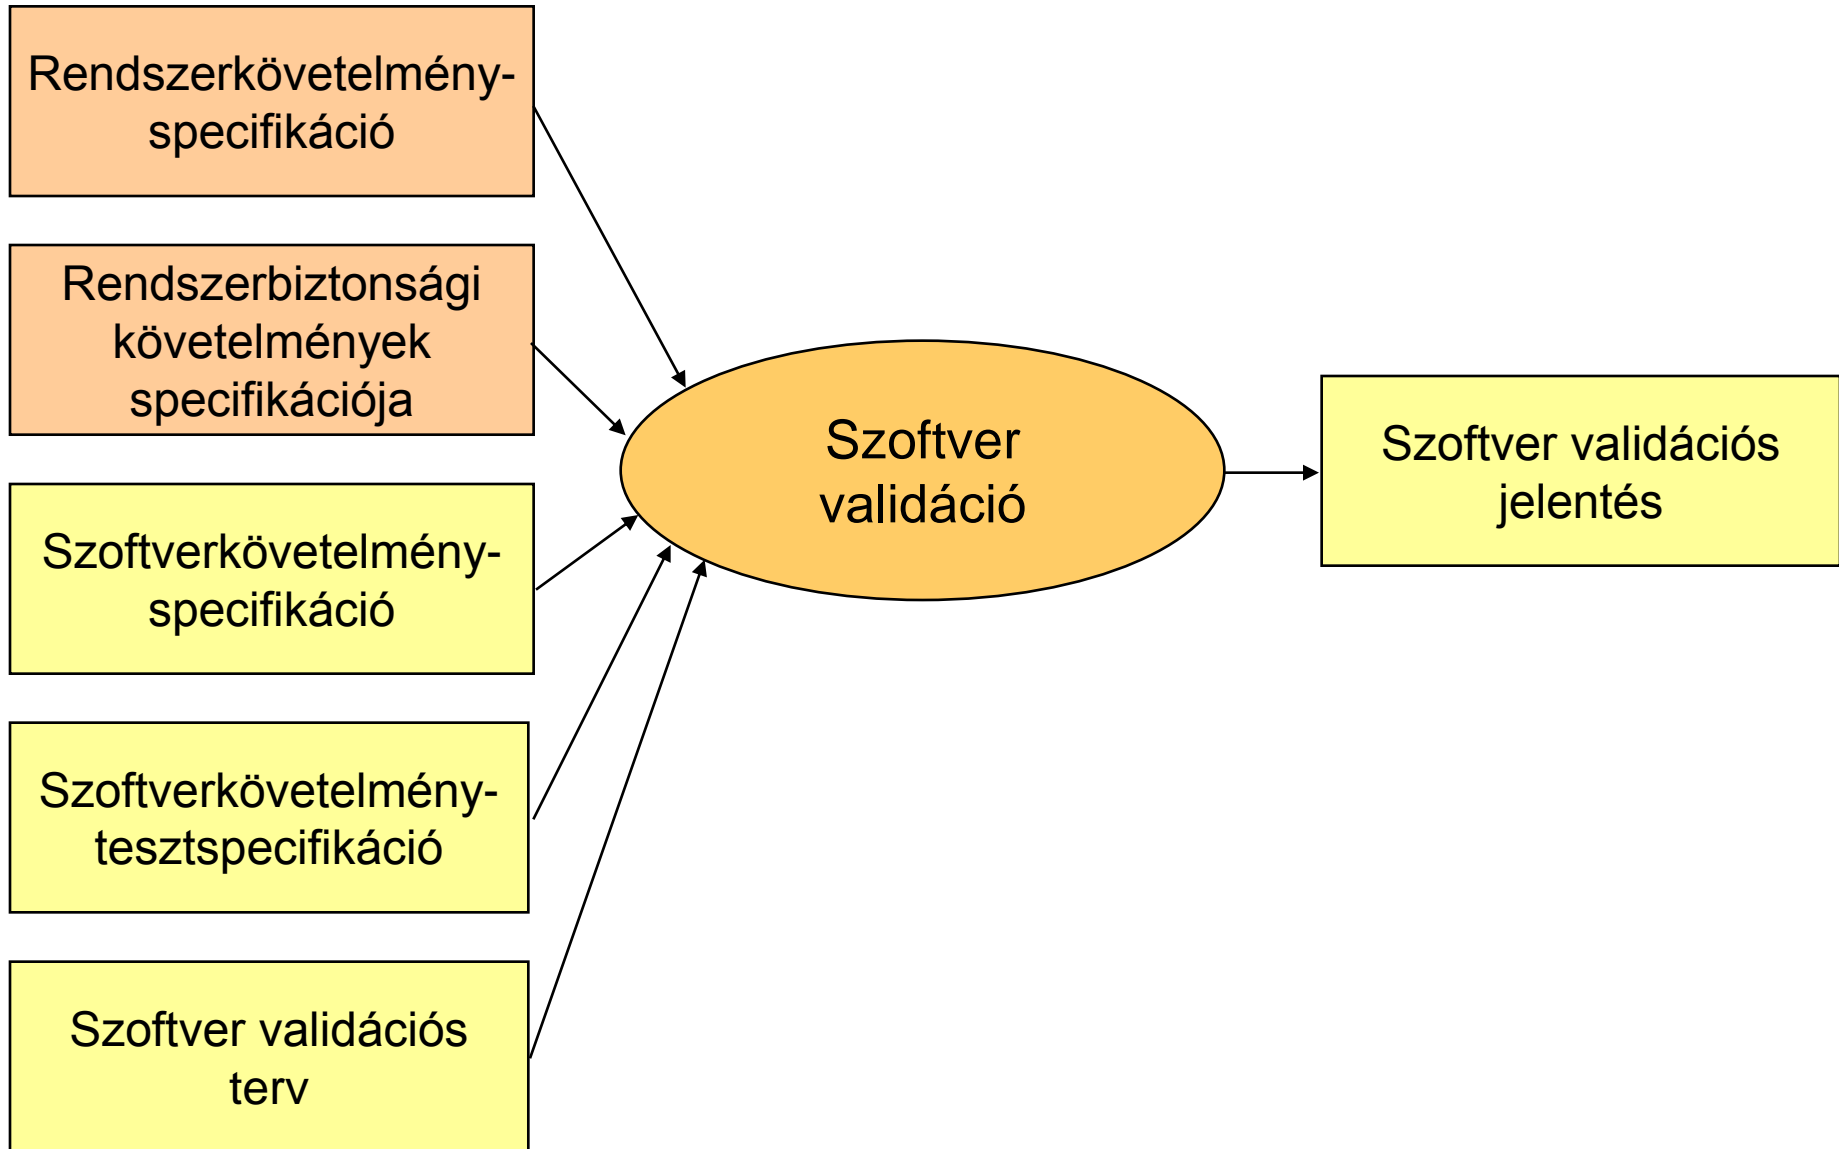 Rendszerkövetelmény-
specifikáció
Rendszerbiztonsági
követelmények
specifikációja
Szoftverkövetelmény-
specifikáció
Szoftverkövetelmény-
tesztspecifikáció
Szoftver validációs
terv
Szoftver
validáció
Szoftver validációs
jelentés